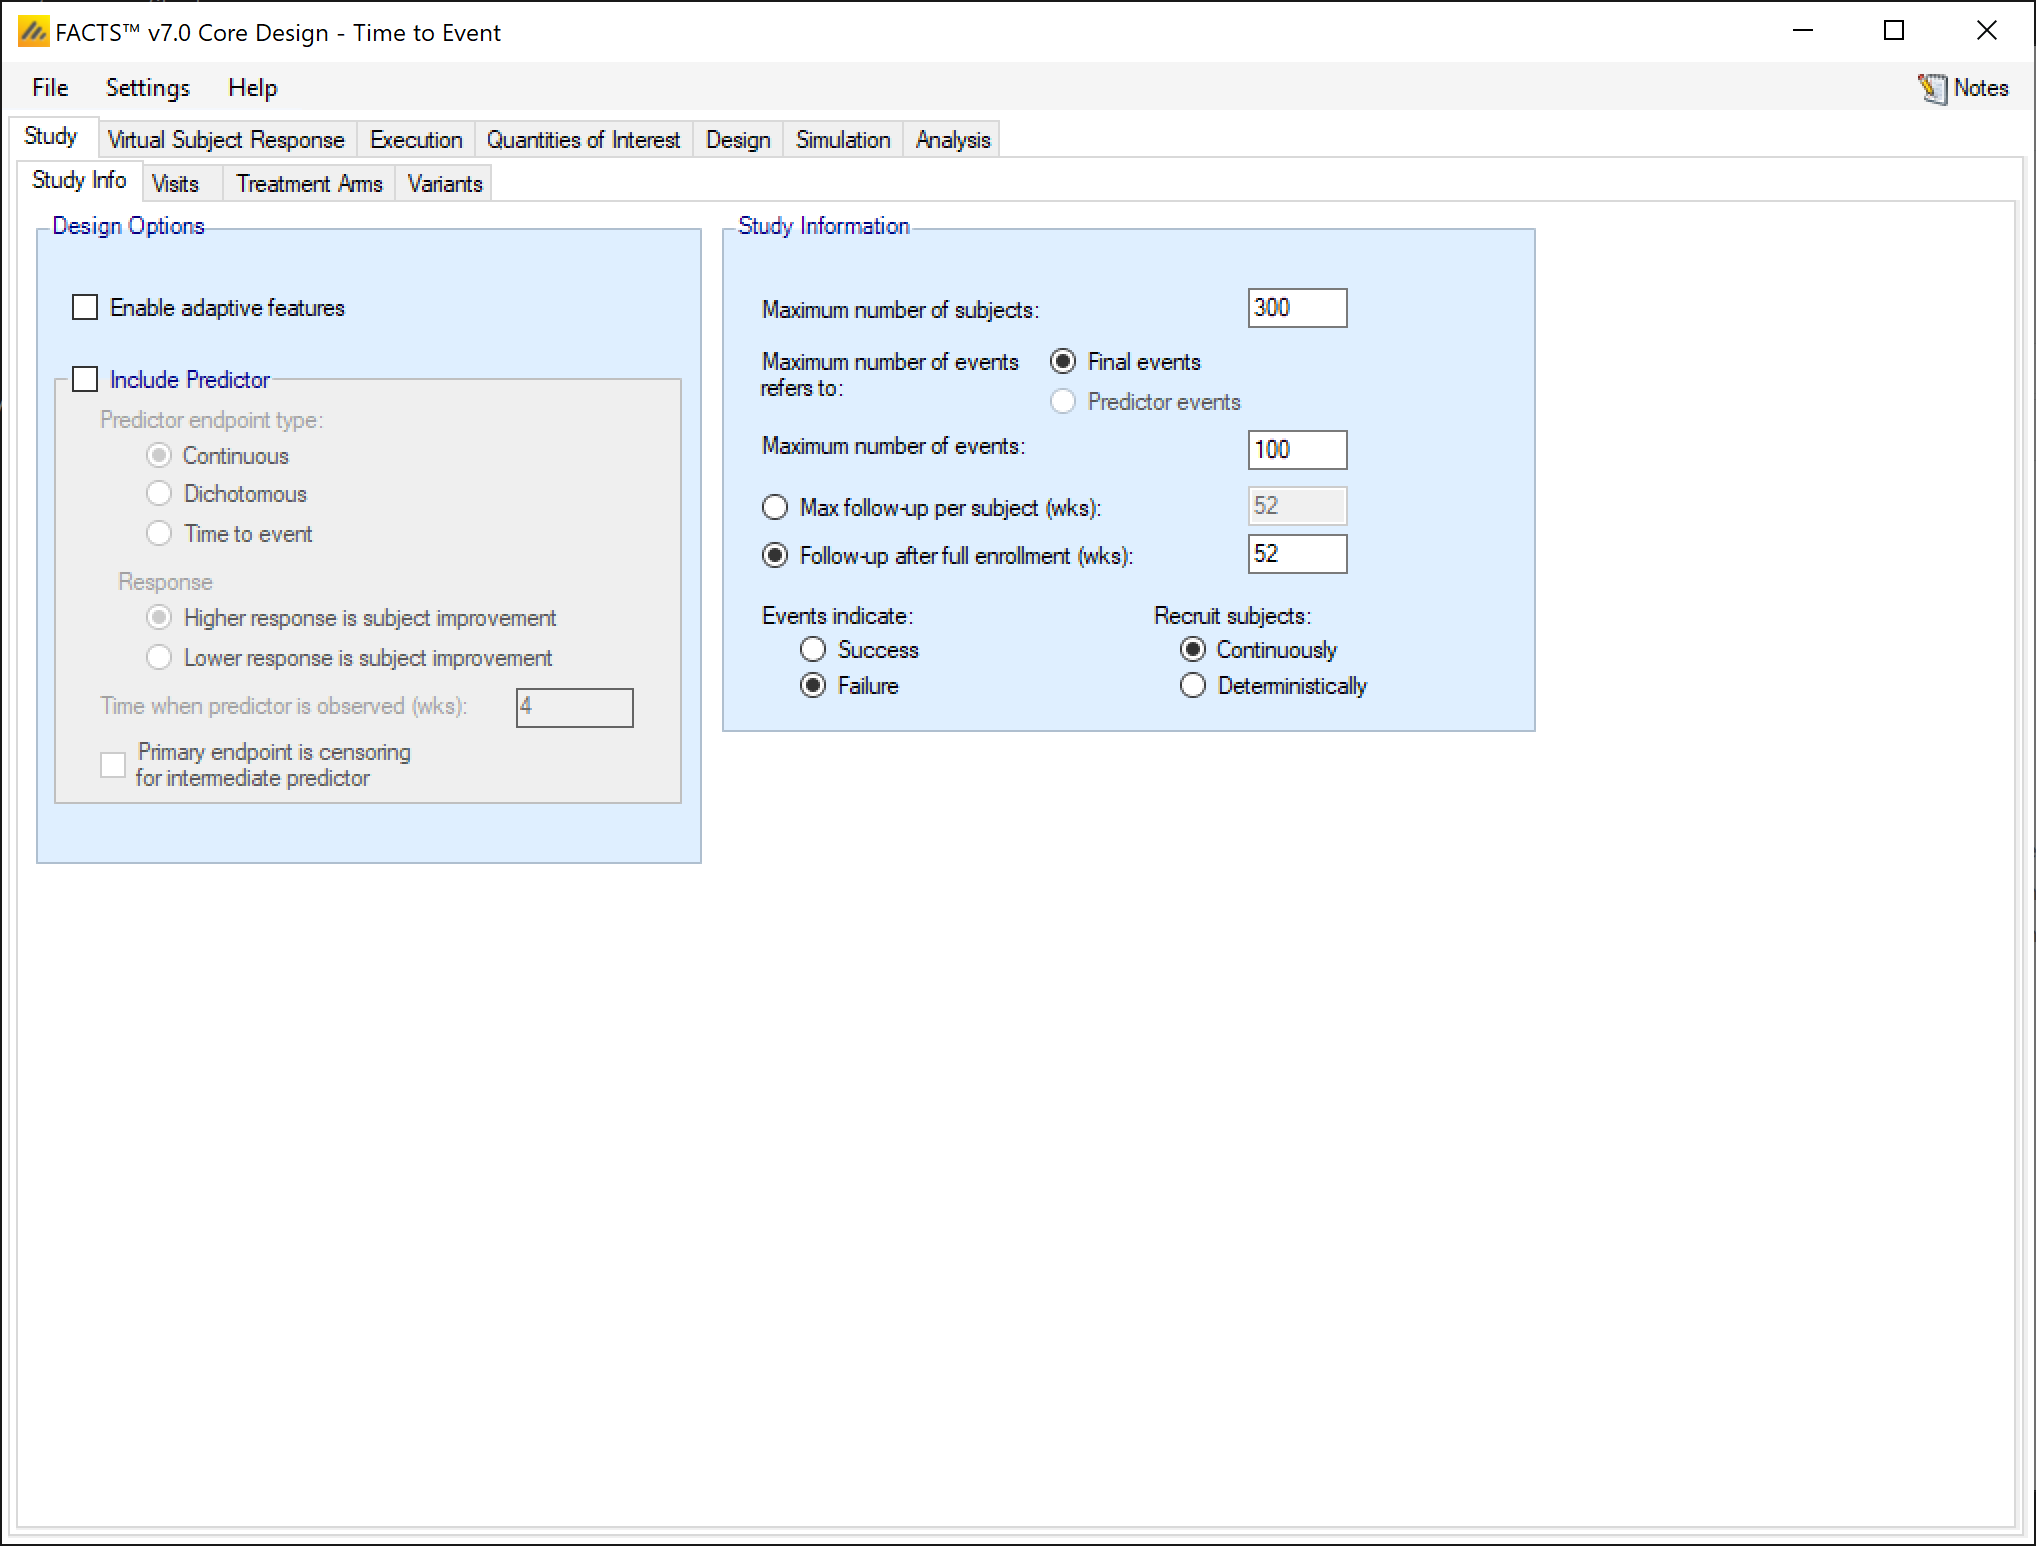 FACTS™ v7.0 Core Design - Time to Event
File Settings Help Notes
Study Virtual Subject Response Execution Quantities of Interest Design Simulation Analysis
Study Info Visits Treatment Arms Variants
Design Options
Enable adaptive features
Include Predictor
Predictor endpoint type:
Continuous
Dichotomous
Time to event
Response
Higher response is subject improvement
Lower response is subject improvement
Time when predictor is observed (wks): 4
Primary endpoint is censoring
for intermediate predictor
Study Information
Maximum number of subjects: 300
Maximum number of events
refers to:
Final events
Predictor events
Maximum number of events: 100
Max follow-up per subject (wks): 52
Follow-up after full enrollment (wks): 52
Events indicate:
Success
Failure
Recruit subjects:
Continuously
Deterministically